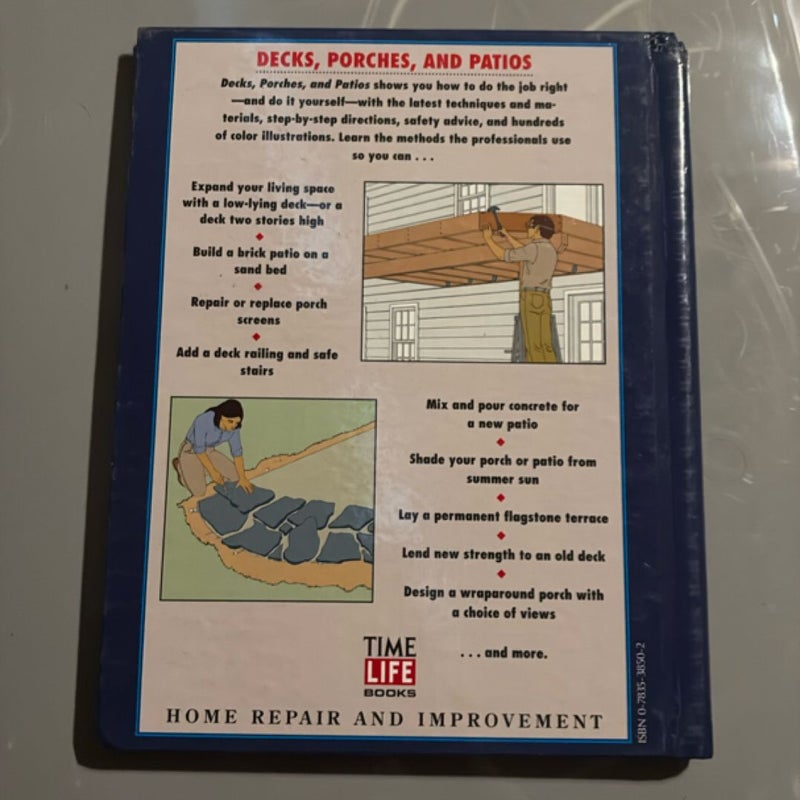 DECKS, PORCHES, AND PATIOS
Decks, Porches, and Patios shows you how to do the job right
—and do it yourself—with the latest techniques and ma-
terials, step-by-step directions, safety advice, and hundreds
of color illustrations. Learn the methods the professionals use
so you can . . .
Expand your living space
with a low-lying deck—or a
deck two stories high
Build a brick patio on a
sand bed
Repair or replace porch
screens
Add a deck railing and safe
stairs
Mix and pour concrete for
a new patio
Shade your porch or patio from
summer sun
Lay a permanent flagstone terrace
Lend new strength to an old deck
Design a wraparound porch with
a choice of views
. . . and more.
TIME
LIFE
BOOKS
HOME REPAIR AND IMPROVEMENT
ISBN 0-7835-3850-2